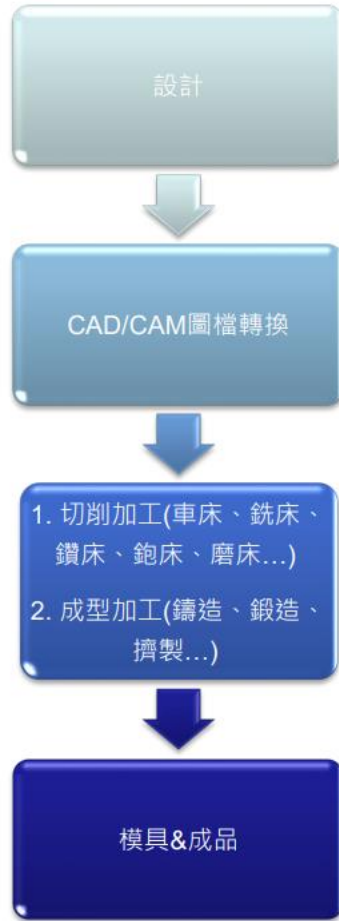 設計
CAD/CAM圖檔轉換
1. 切削加工(車床、銑床、
鑽床、鉋床、磨床...)
2. 成型加工(鑄造、鍛造、
擠製...)
模具&成品